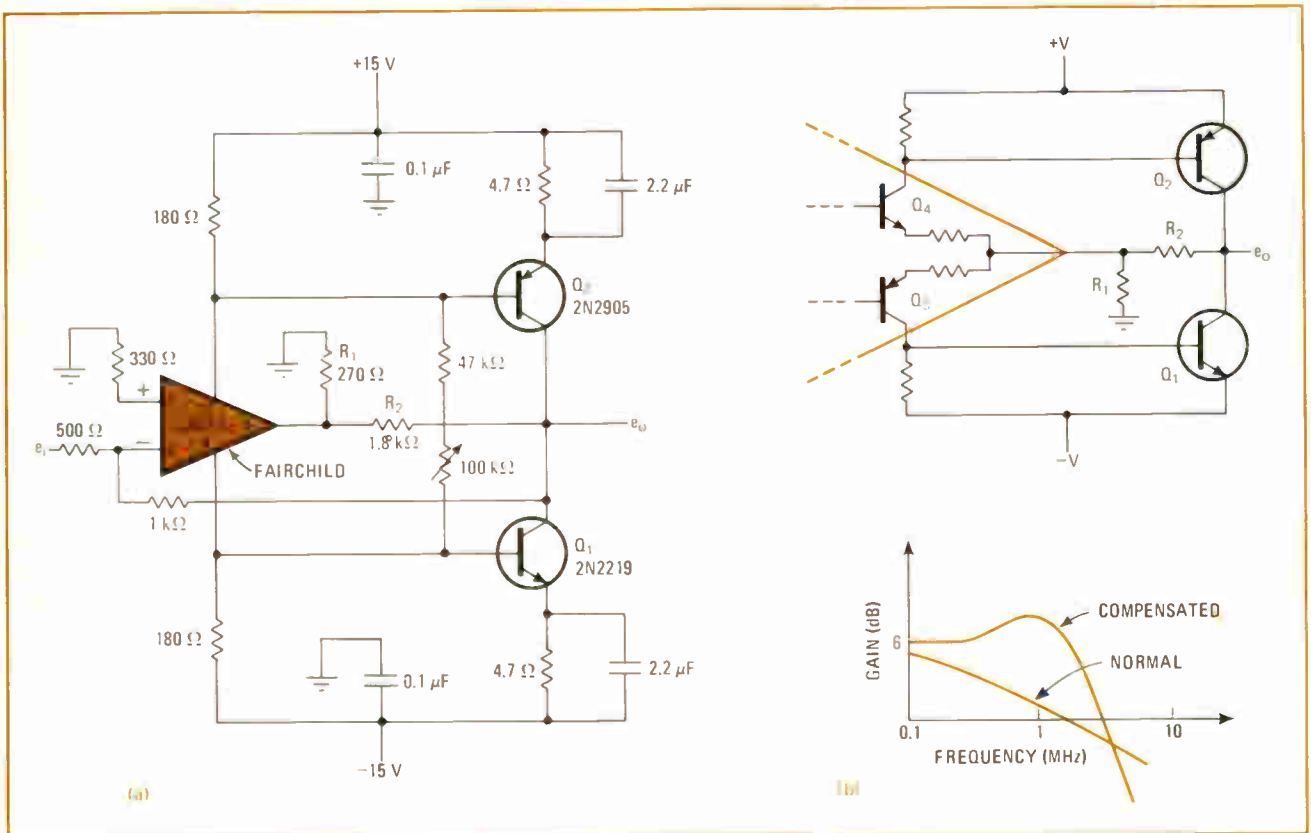 +15 V
0.1 μF
4.7 Ω
2.2 μF
180 Ω
Q
2N2905
330 Ω
R1
270 Ω
47 kΩ
+
R2
500 Ω
ei
−
1.8 kΩ
eo
FAIRCHILD
100 kΩ
1 kΩ
Q1
2N2219
180 Ω
0.1 μF
4.7 Ω
2.2 μF
−15 V
(a)
+V
Q2
Q4
R2
eo
R1
Q1
−V
GAIN (dB)
6
COMPENSATED
NORMAL
0.1
1
10
FREQUENCY (MHz)
(b)